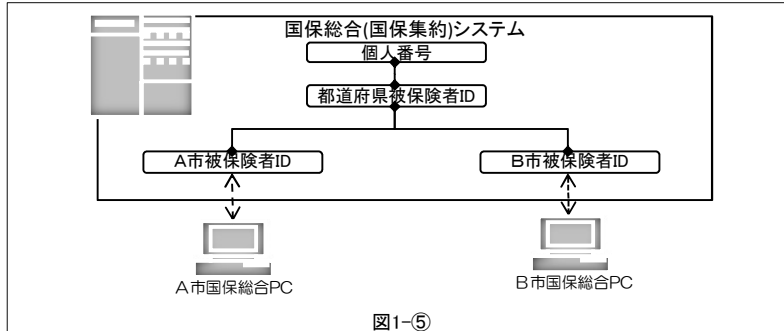 国保総合(国保集約)システム
個人番号
都道府県被保険者ID
A市被保険者ID
B市被保険者ID
A市国保総合PC
B市国保総合PC
図1-⑤